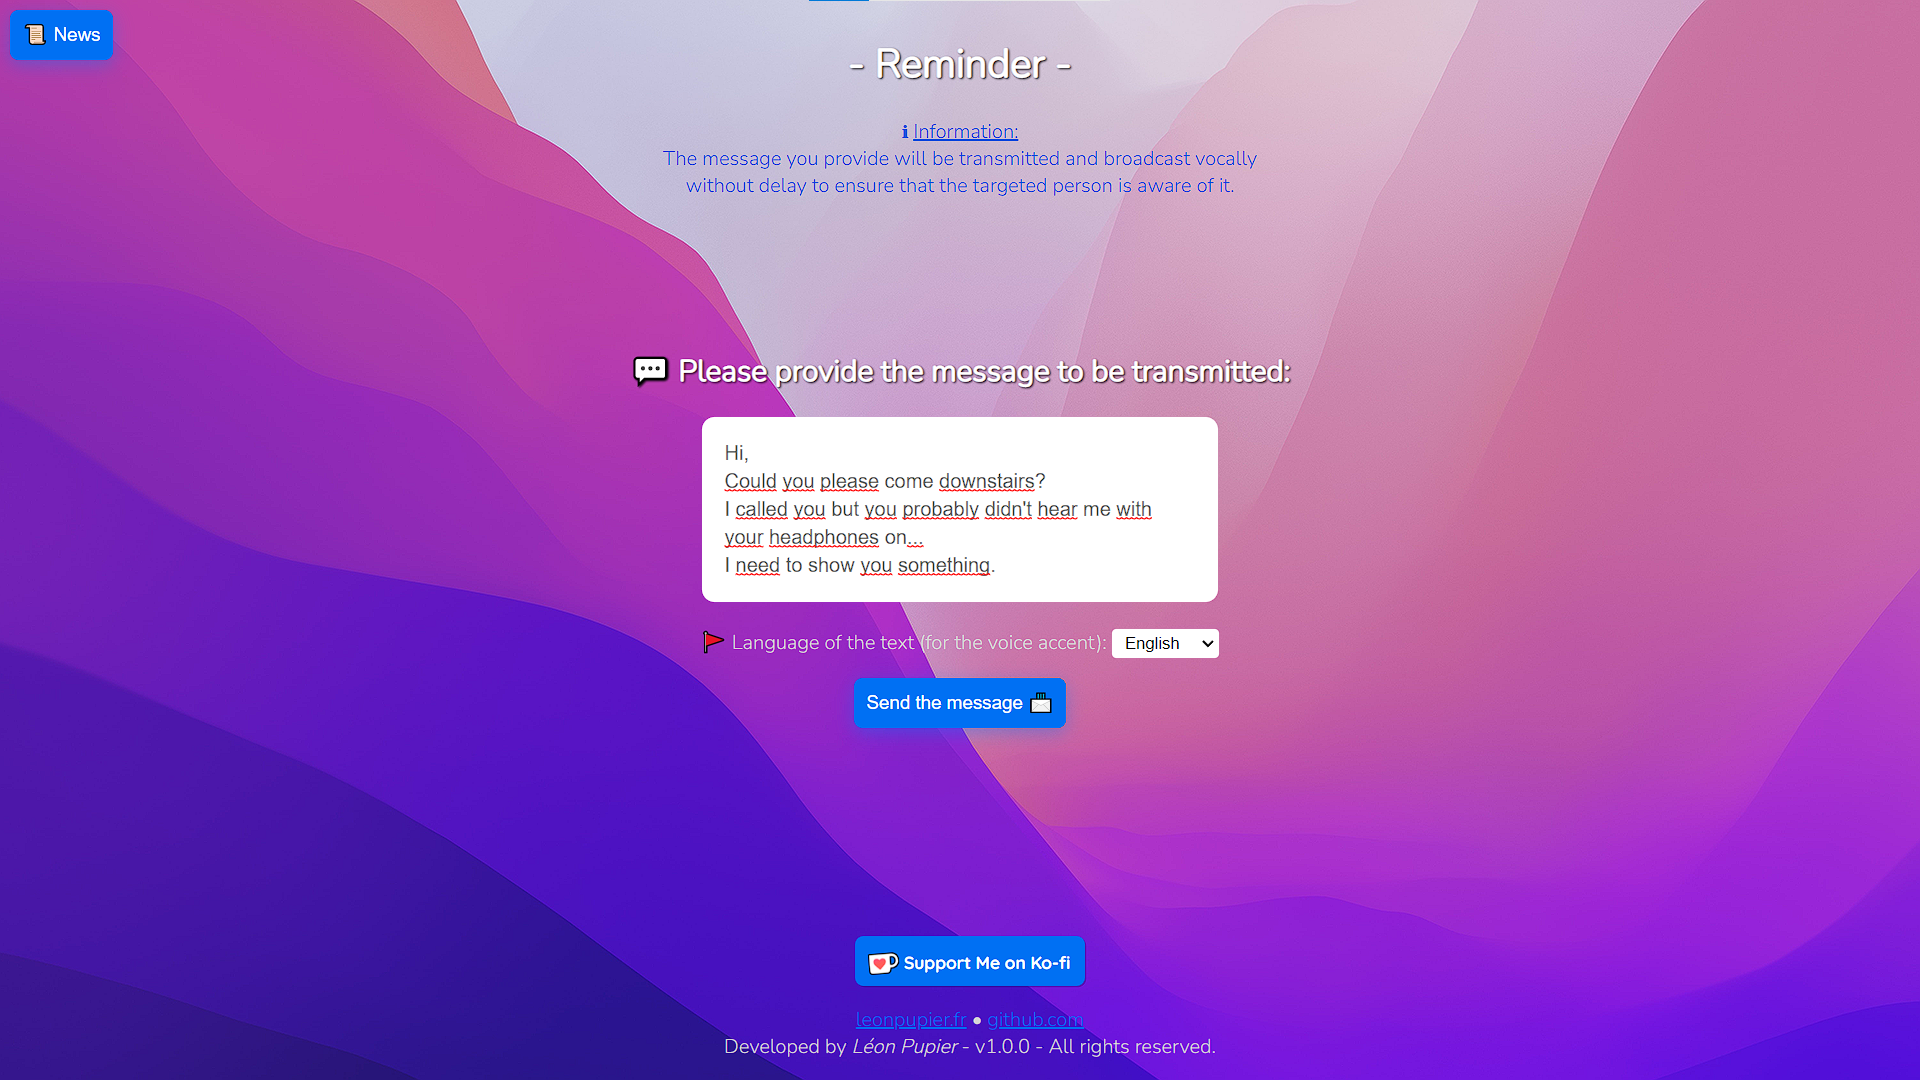 📜 News
- Reminder -
ℹ Information:
The message you provide will be transmitted and broadcast vocally
without delay to ensure that the targeted person is aware of it.
💬 Please provide the message to be transmitted:
Hi,
Could you please come downstairs?
I called you but you probably didn't hear me with
your headphones on...
I need to show you something.
🚩 Language of the text (for the voice accent): English
Send the message 📩
Support Me on Ko-fi
leonpupier.fr • github.com
Developed by Léon Pupier - v1.0.0 - All rights reserved.